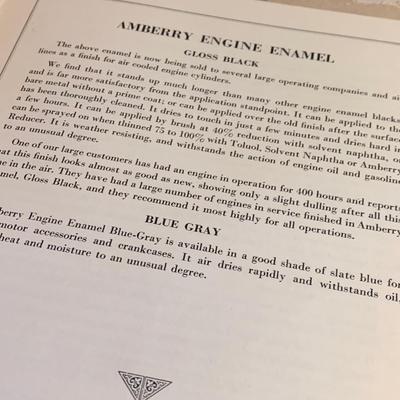 AMBERRY ENGINE ENAMEL
GLOSS BLACK
The above enamel is now being sold to several large operating companies and air
lines as a finish for air cooled engine cylinders.
We find that it stands up much longer than many other engine enamel blacks
and is far more satisfactory from the application standpoint. It can be applied to the
bare metal without a prime coat; or can be applied over the old finish after the surface
has been thoroughly cleaned. It dries to touch in just a few minutes and dries hard in
a few hours. It can be applied by brush at 40% reduction with solvent naphtha, or
can be sprayed on when thinned 75 to 100% with Toluol, Solvent Naphtha or Amberry
Reducer. It is weather resisting, and withstands the action of engine oil and gasoline
to an unusual degree.
One of our large customers has had an engine in operation for 400 hours and reports
at this finish looks almost as good as new, showing only a slight dulling after all this
e in the air. They have had a large number of engines in service finished in Amberry
mel, Gloss Black, and they recommend it most highly for all operations.
BLUE GRAY
berry Engine Enamel Blue-Gray is available in a good shade of slate blue for
motor accessories and crankcases. It air dries rapidly and withstands oil,
heat and moisture to an unusual degree.